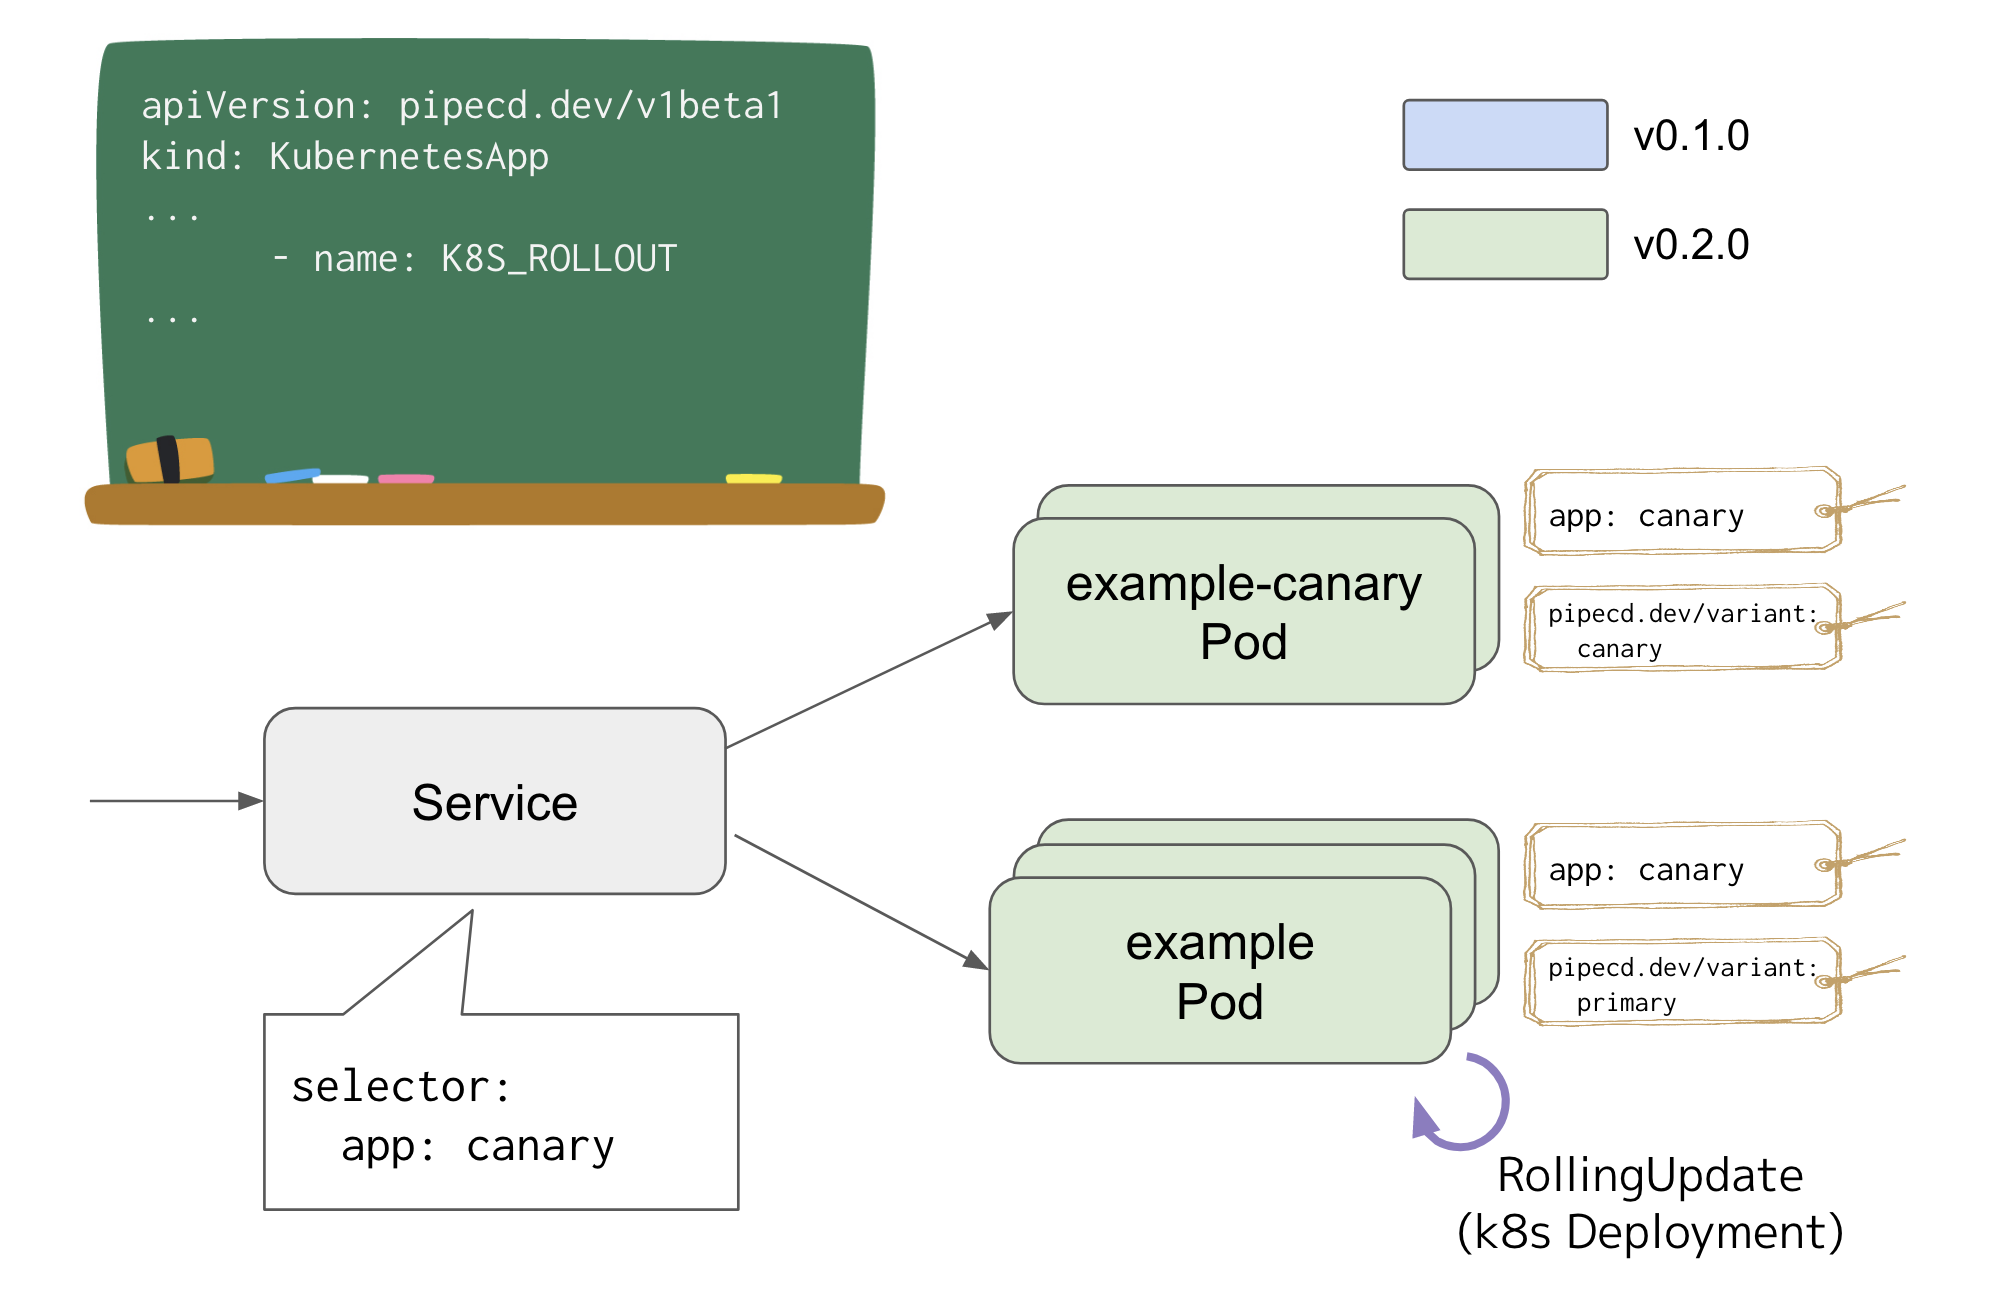 apiVersion: pipecd.dev/v1beta1
kind: KubernetesApp
...
- name: K8S_ROLLOUT
...
v0.1.0
v0.2.0
example-canary
Pod
app: canary
pipecd.dev/variant:
canary
Service
example
Pod
app: canary
pipecd.dev/variant:
primary
selector:
app: canary
RollingUpdate
(k8s Deployment)